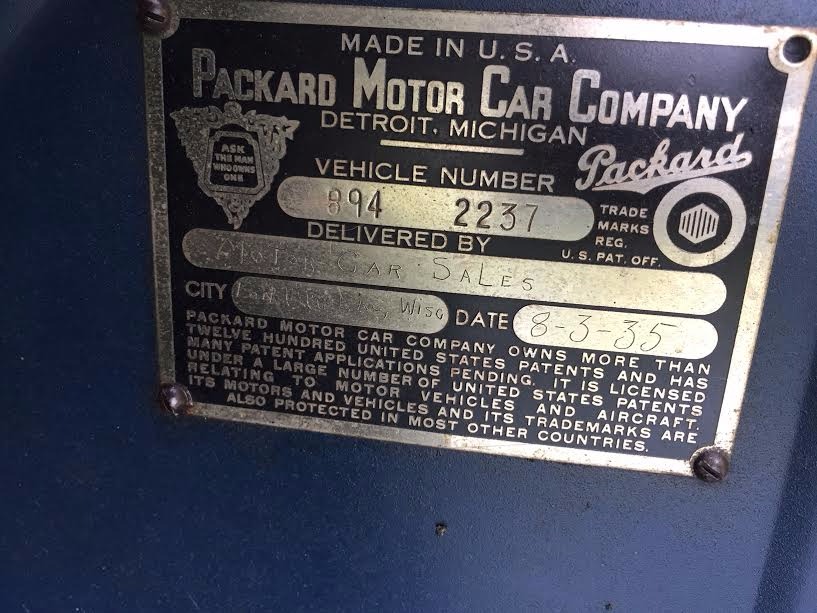 MADE IN U. S. A.
PACKARD MOTOR CAR COMPANY
DETROIT, MICHIGAN
ASK
THE MAN
WHO OWNS
ONE
Packard
VEHICLE NUMBER
894 2237
TRADE
MARKS
REG.
U. S. PAT. OFF.
DELIVERED BY
Motor Car Sales
CITY Wisc DATE 8-3-35
PACKARD MOTOR CAR COMPANY OWNS MORE THAN
TWELVE HUNDRED UNITED STATES PATENTS AND HAS
MANY PATENT APPLICATIONS PENDING. IT IS LICENSED
UNDER A LARGE NUMBER OF UNITED STATES PATENTS
RELATING TO MOTOR VEHICLES AND AIRCRAFT.
ITS MOTORS AND VEHICLES AND ITS TRADEMARKS ARE
ALSO PROTECTED IN MOST OTHER COUNTRIES.